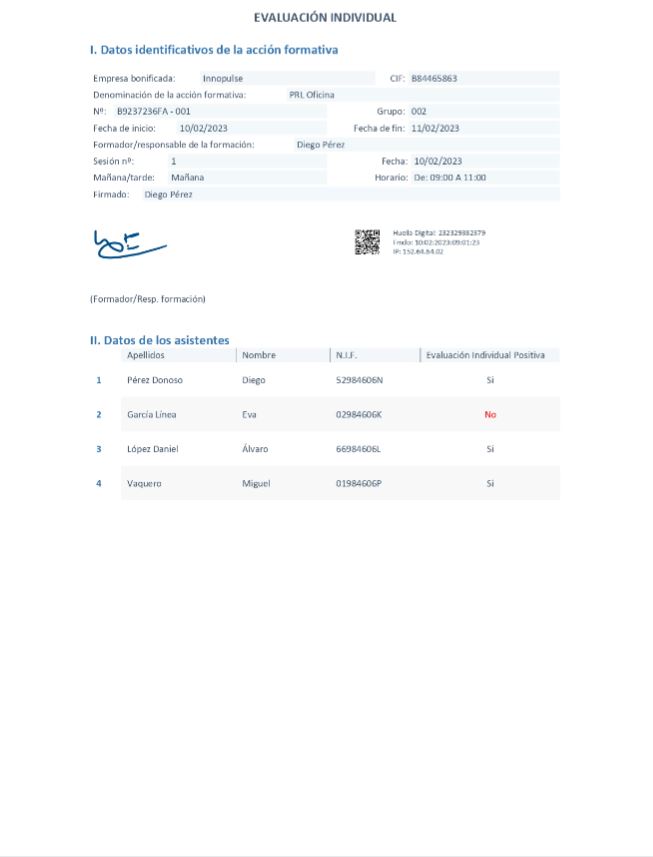 EVALUACIÓN INDIVIDUAL
I. Datos identificativos de la acción formativa
Empresa bonificada: Innopulse CIF: B84465863
Denominación de la acción formativa: PRL Oficina
Nº: B9237236FA - 001 Grupo: 002
Fecha de inicio: 10/02/2023 Fecha de fin: 11/02/2023
Formador/responsable de la formación: Diego Pérez
Sesión nº: 1 Fecha: 10/02/2023
Mañana/tarde: Mañana Horario: De: 09:00 A 11:00
Firmado: Diego Pérez
Huella Digital: 232329382379
10:02:2023:09:01:23
IP: 152.64.64.02
(Formador/Resp. formación)
II. Datos de los asistentes
Apellidos Nombre N.I.F. Evaluación Individual Positiva
1 Pérez Donoso Diego 52984606N Si
2 García Línea Eva 02984606K No
3 López Daniel Álvaro 66984606L Si
4 Vaquero Miguel 01984606P Si